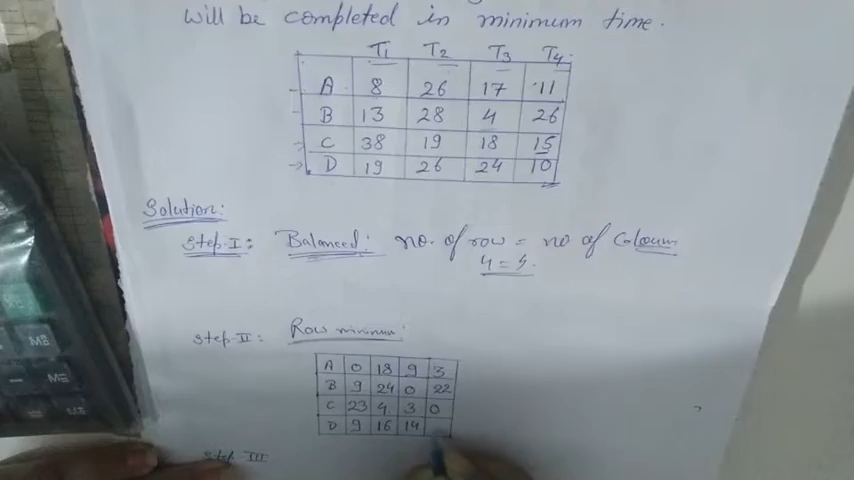 will be completed in minimum time.
T1 T2 T3 T4
A 8 26 17 11
B 13 28 4 26
C 38 19 18 15
D 19 26 24 10
Solution:
Step-I: Balanced: no. of row = no of Coloum
4 = 4.
Step-II: Row minimum:
A 0 18 9 3
B 9 24 0 22
C 23 4 3 0
D 9 16 14
Step III